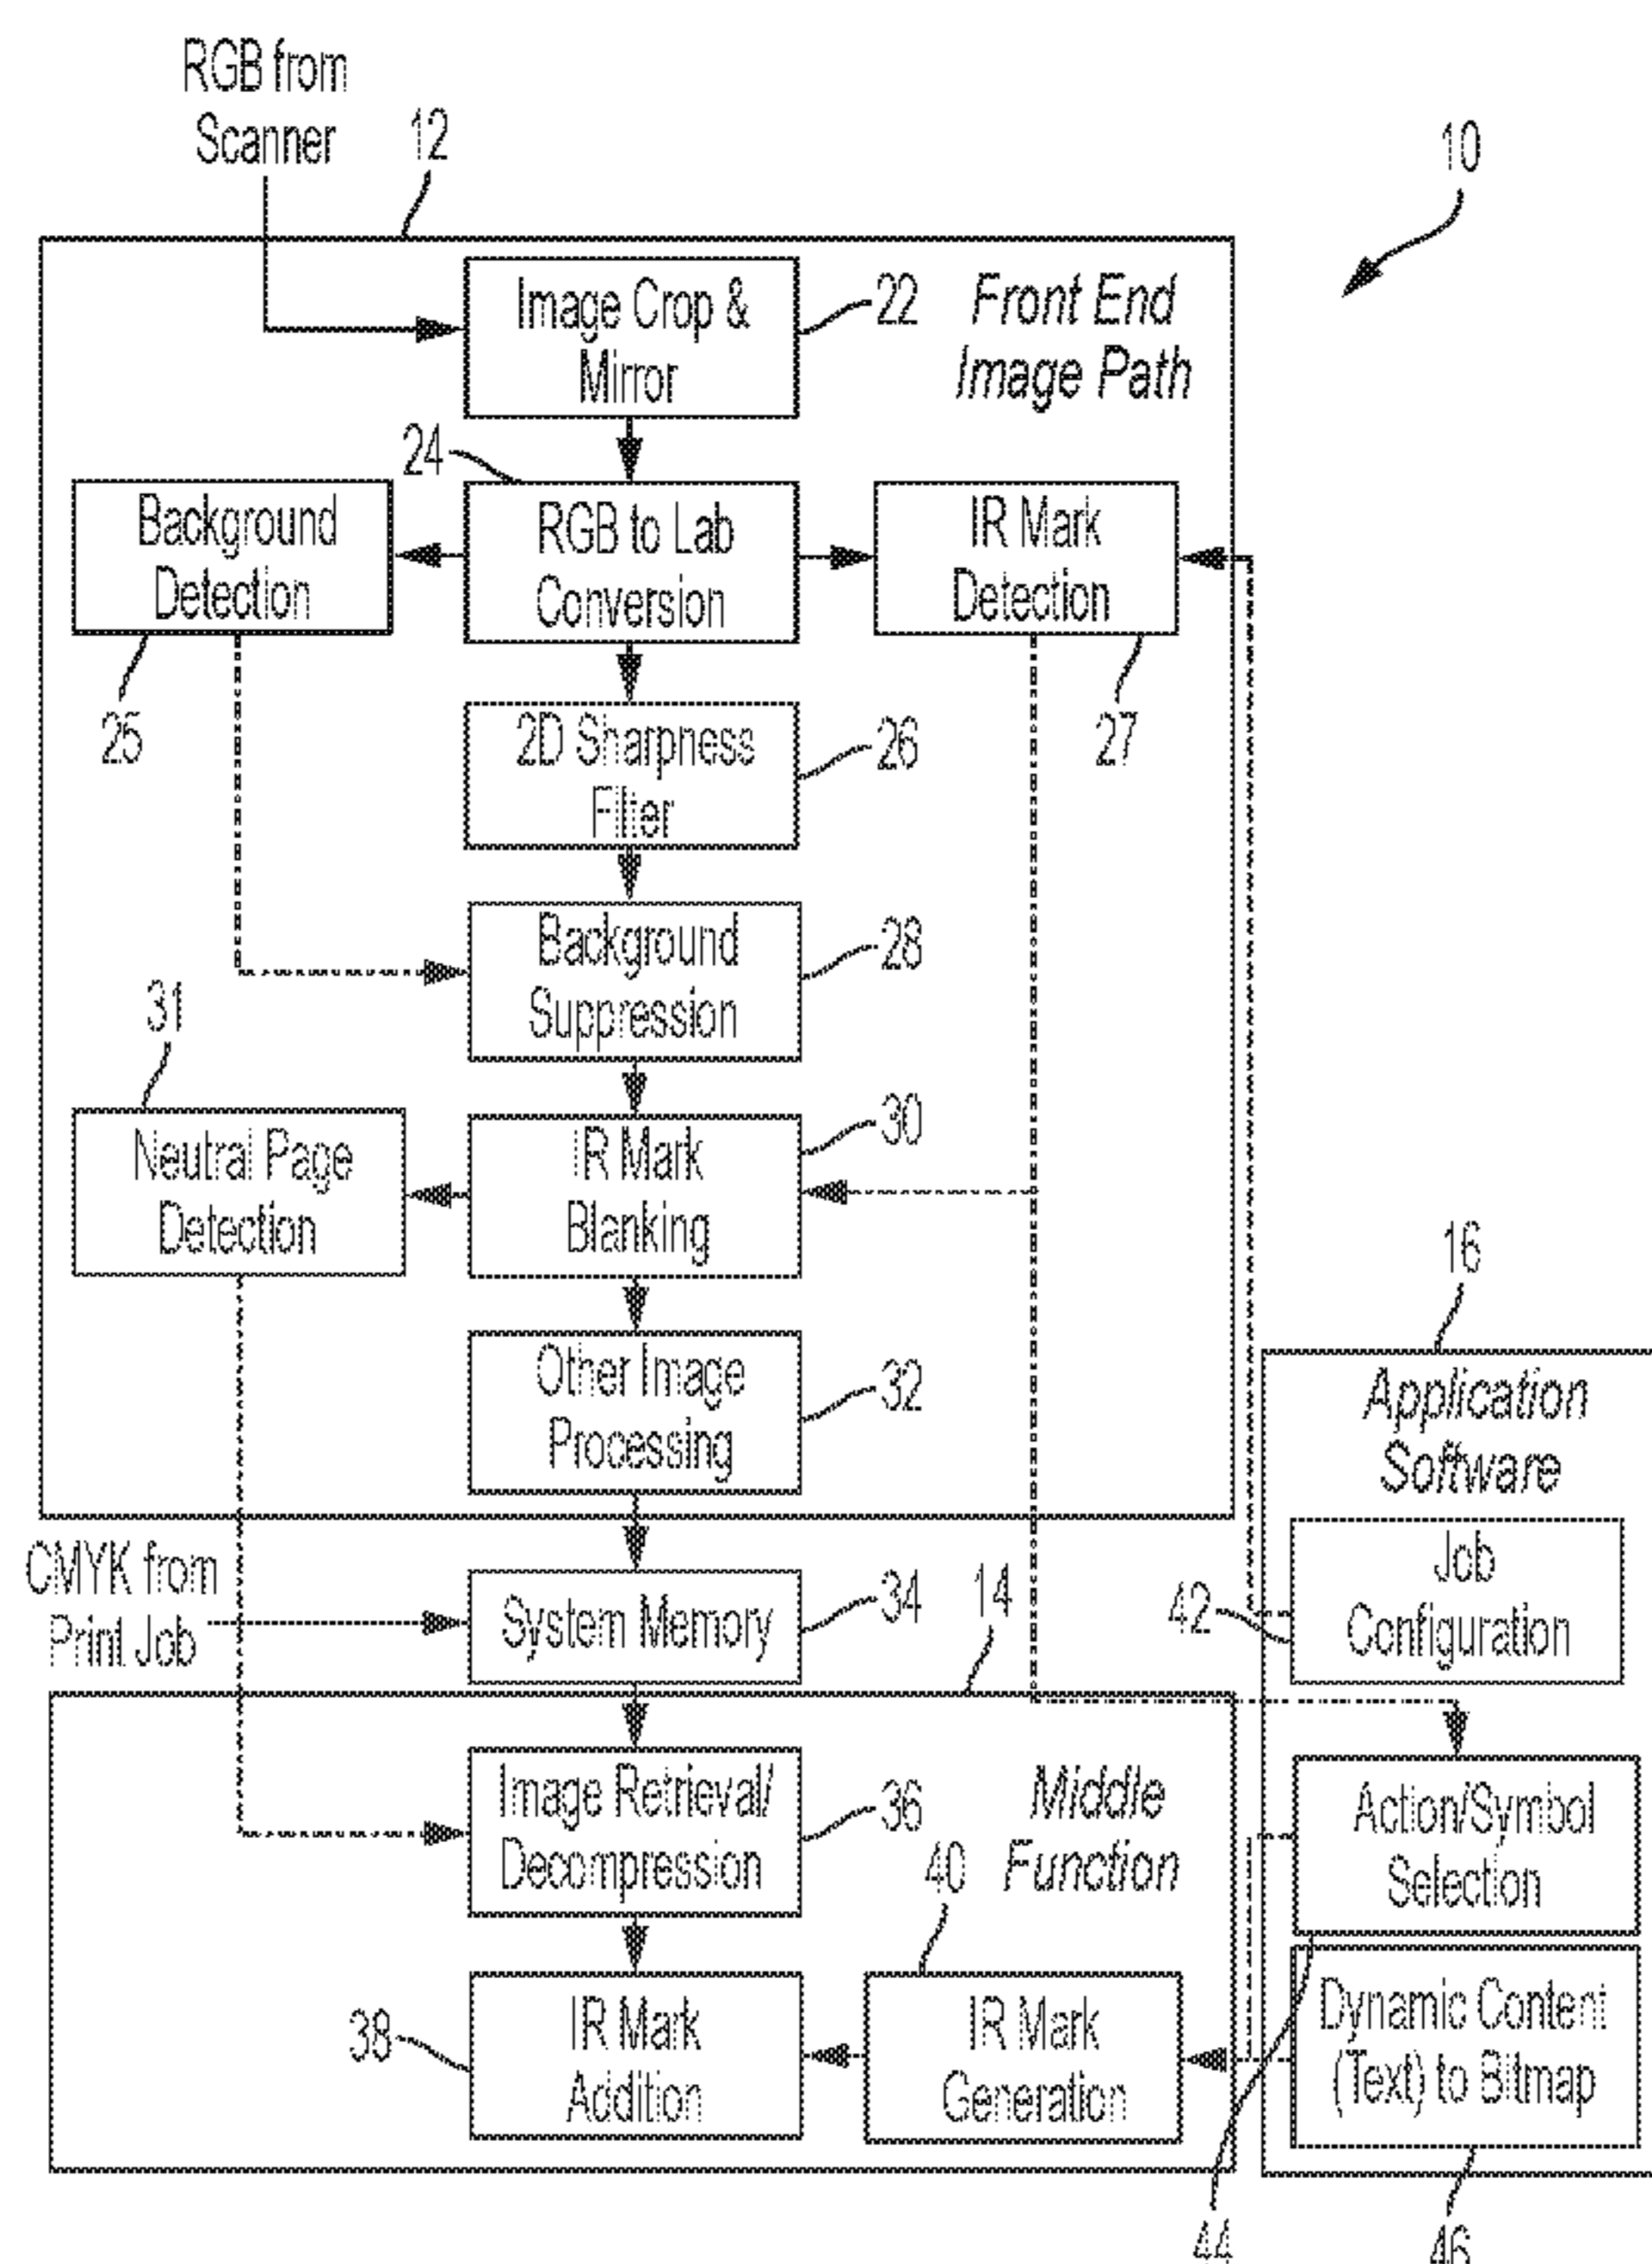 RGB from
Scanner
12
10
Image Crop &
Mirror
22
Front End
Image Path
24
Background
Detection
RGB to Lab
Conversion
IR Mark
Detection
25
27
2D Sharpness
Filter
26
Background
Suppression
28
31
Neutral Page
Detection
IR Mark
Blanking
30
16
Other Image
Processing
32
Application
Software
CMYK from
Print Job
System Memory
34
14
42
Job
Configuration
Image Retrieval/
Decompression
36
Middle
Function
40
Action/Symbol
Selection
38
IR Mark
Addition
IR Mark
Generation
Dynamic Content
(Text) to Bitmap
44
46